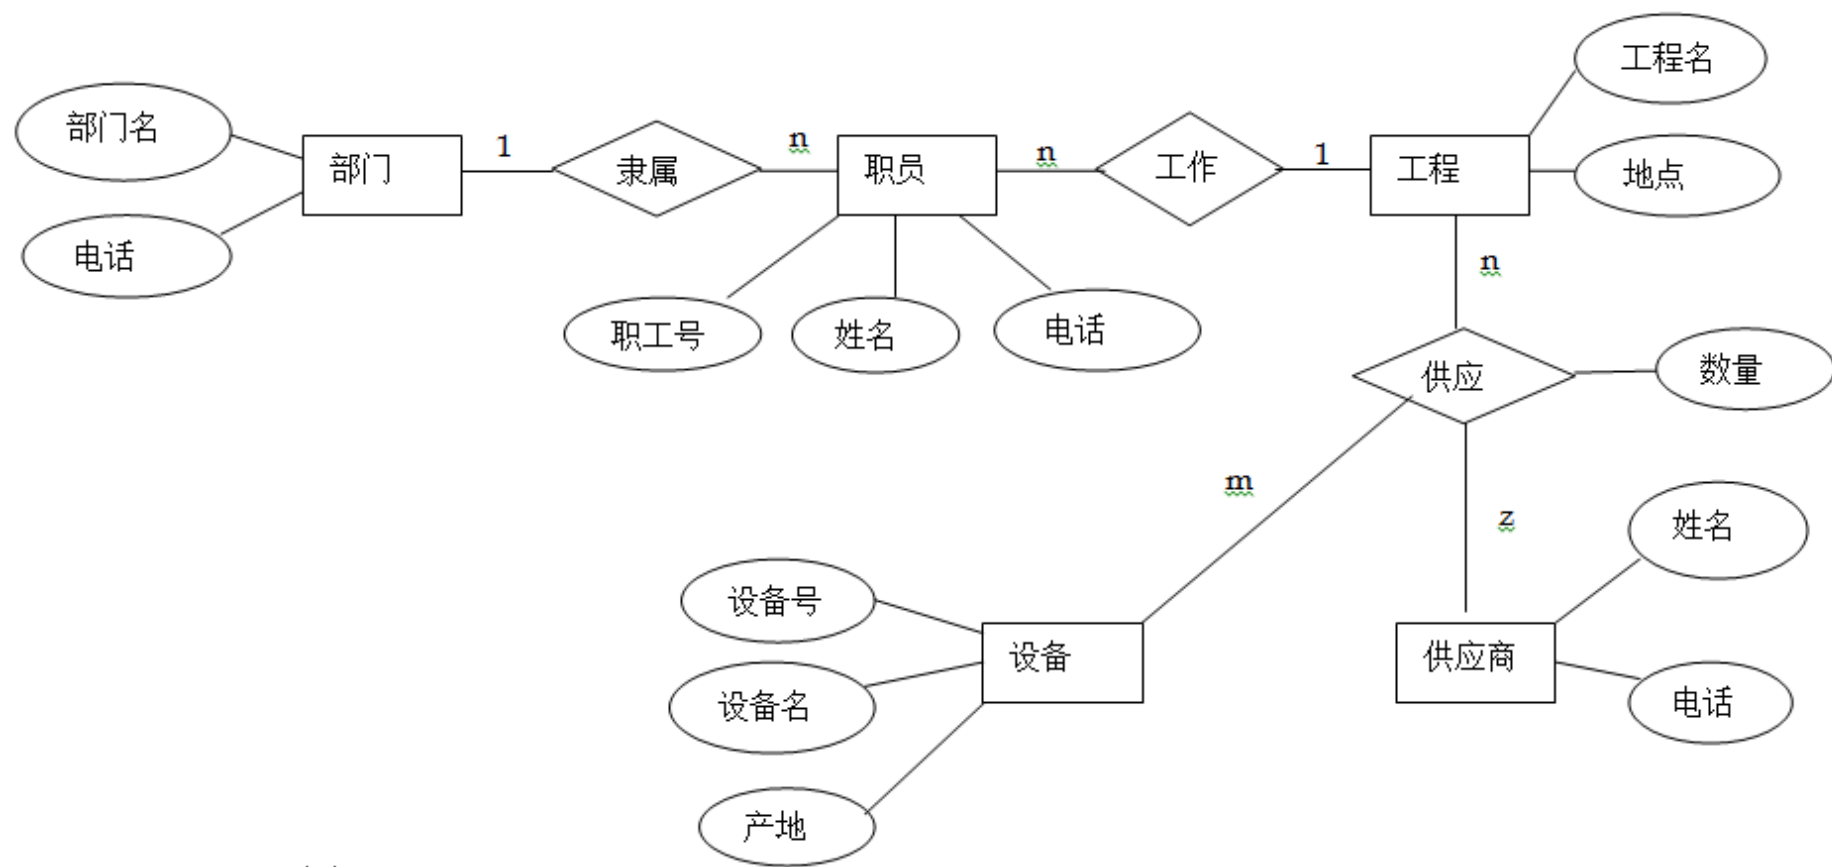 工程名
部门名
部门
1
隶属
n
职员
n
工作
1
工程
地点
电话
n
职工号
姓名
电话
供应
数量
m
z
姓名
设备号
设备
供应商
设备名
电话
产地